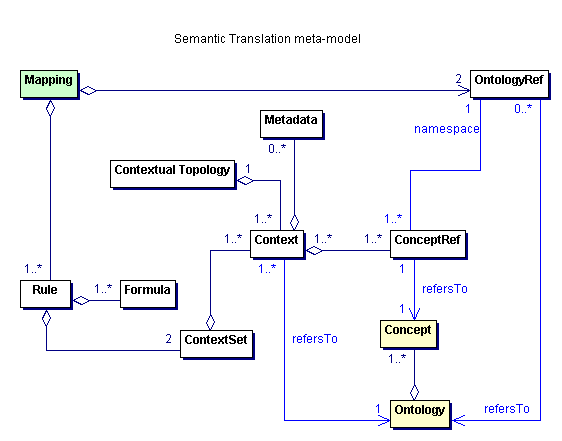 Semantic Translation meta-model
Mapping
2
OntologyRef
1
0..*
namespace
Metadata
0..*
Contextual Topology
1
1..*
1..*
1..*
Context
1..*
1..*
ConceptRef
1..*
1
refersTo
1..*
Rule
1..*
Formula
1
2
ContextSet
refersTo
Concept
1..*
1
Ontology
refersTo